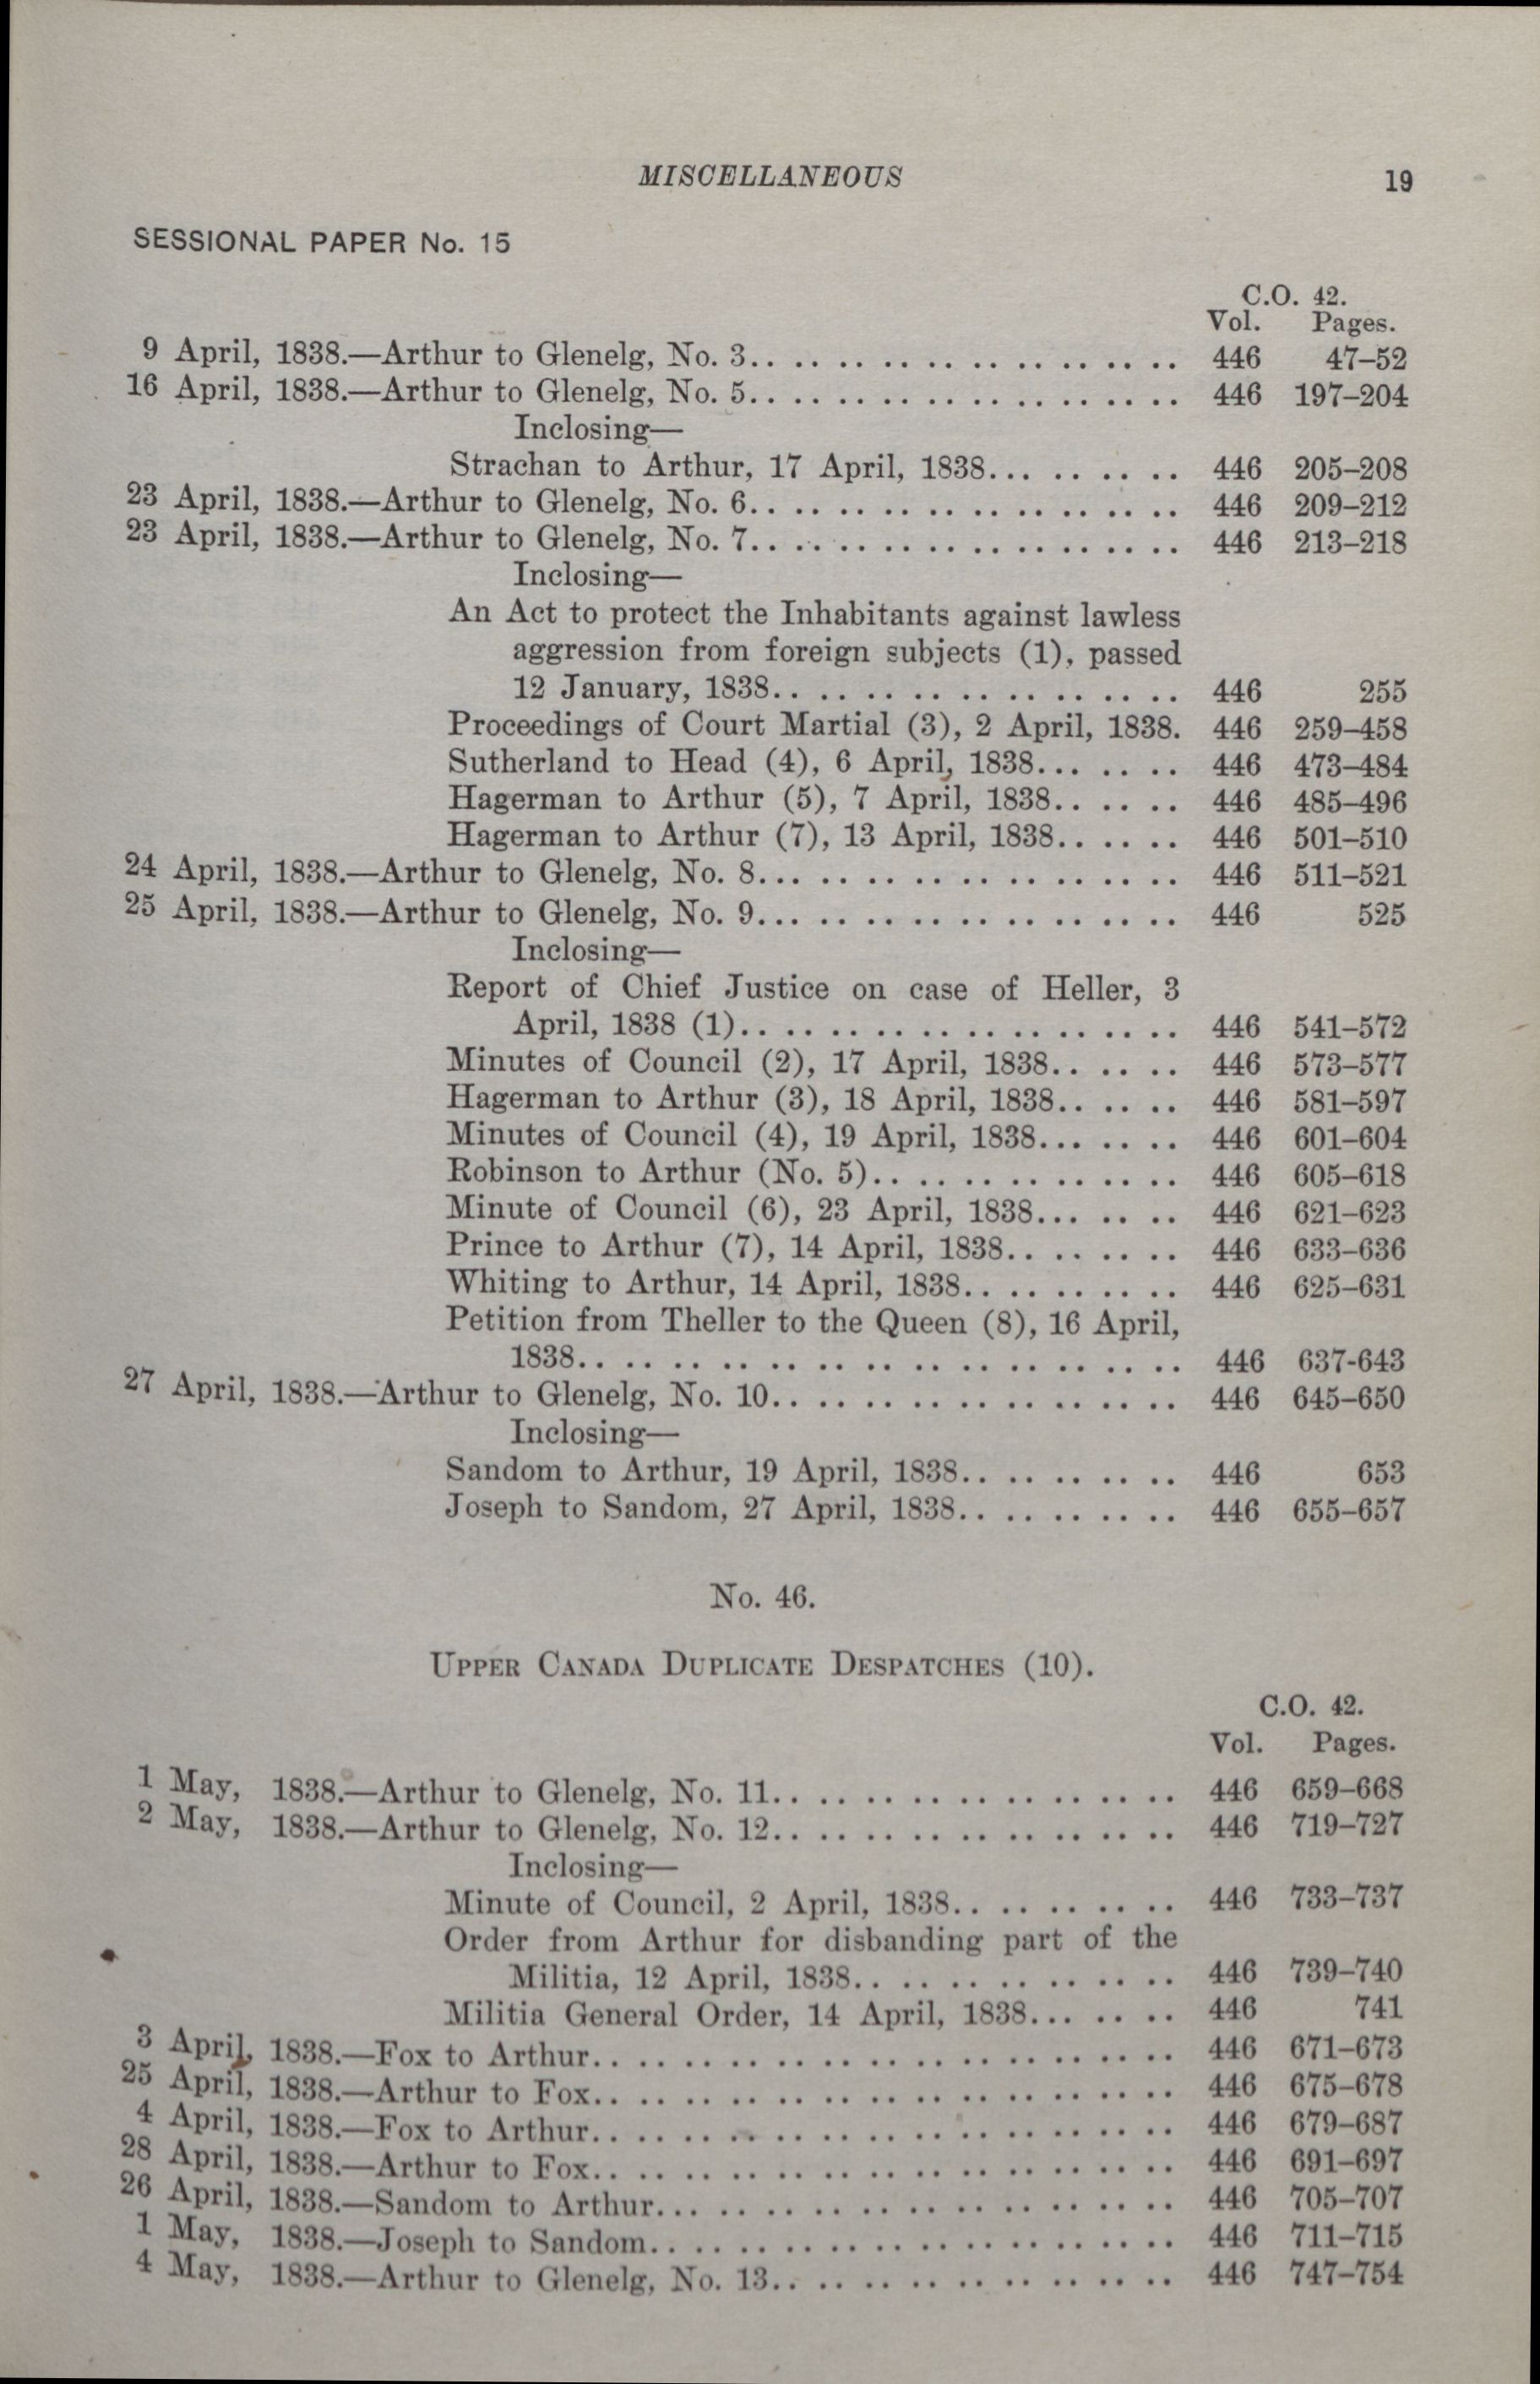 MISCELLANEOUS 19
SESSIONAL PAPER No. 15
C.O. 42.
Vol. Pages.
9 April, 1838.—Arthur to Glenelg, No. 3.. .. .. .. .. .. .. .. .. .. 446 47–52
16 April, 1838.—Arthur to Glenelg, No. 5.. .. .. .. .. .. .. .. .. .. 446 197–204
Inclosing—
Strachan to Arthur, 17 April, 1838... .. .. .. .. 446 205–208
23 April, 1838.—Arthur to Glenelg, No. 6.. .. .. .. .. .. .. .. .. .. 446 209–212
23 April, 1838.—Arthur to Glenelg, No. 7.. .. .. .. .. .. .. .. .. .. 446 213–218
Inclosing—
An Act to protect the Inhabitants against lawless
aggression from foreign subjects (1), passed
12 January, 1838.. .. .. .. .. .. .. .. .. 446 255
Proceedings of Court Martial (3), 2 April, 1838. 446 259–458
Sutherland to Head (4), 6 April, 1838... .. .. 446 473–484
Hagerman to Arthur (5), 7 April, 1838.. .. .. 446 485–496
Hagerman to Arthur (7), 13 April, 1838.. .. .. 446 501–510
24 April, 1838.—Arthur to Glenelg, No. 8... .. .. .. .. .. .. .. .. 446 511–521
25 April, 1838.—Arthur to Glenelg, No. 9... .. .. .. .. .. .. .. .. 446 525
Inclosing—
Report of Chief Justice on case of Heller, 3
April, 1838 (1).. .. .. .. .. .. .. .. .. .. 446 541–572
Minutes of Council (2), 17 April, 1838.. .. .. 446 573–577
Hagerman to Arthur (3), 18 April, 1838.. .. .. 446 581–597
Minutes of Council (4), 19 April, 1838... .. .. 446 601–604
Robinson to Arthur (No. 5).. .. .. .. .. .. .. 446 605–618
Minute of Council (6), 23 April, 1838... .. .. 446 621–623
Prince to Arthur (7), 14 April, 1838.. .. .. .. 446 633–636
Whiting to Arthur, 14 April, 1838.. .. .. .. .. 446 625–631
Petition from Theller to the Queen (8), 16 April,
1838.. .. .. .. .. .. .. .. .. .. .. .. .. 446 637-643
27 April, 1838.—Arthur to Glenelg, No. 10.. .. .. .. .. .. .. .. .. 446 645–650
Inclosing—
Sandom to Arthur, 19 April, 1838.. .. .. .. .. 446 653
Joseph to Sandom, 27 April, 1838.. .. .. .. .. 446 655–657
No. 46.
UPPER CANADA DUPLICATE DESPATCHES (10).
C.O. 42.
Vol. Pages.
1 May, 1838.—Arthur to Glenelg, No. 11.. .. .. .. .. .. .. .. .. 446 659–668
2 May, 1838.—Arthur to Glenelg, No. 12.. .. .. .. .. .. .. .. .. 446 719–727
Inclosing—
Minute of Council, 2 April, 1838.. .. .. .. .. 446 733–737
Order from Arthur for disbanding part of the
Militia, 12 April, 1838.. .. .. .. .. .. .. 446 739–740
Militia General Order, 14 April, 1838... .. .. 446 741
3 April, 1838.—Fox to Arthur.. .. .. .. .. .. .. .. .. .. .. .. .. 446 671–673
25 April, 1838.—Arthur to Fox.. .. .. .. .. .. .. .. .. .. .. .. .. 446 675–678
4 April, 1838.—Fox to Arthur.. .. .. .. .. .. .. .. .. .. .. .. .. 446 679–687
28 April, 1838.—Arthur to Fox.. .. .. .. .. .. .. .. .. .. .. .. .. 446 691–697
26 April, 1838.—Sandom to Arthur... .. .. .. .. .. .. .. .. .. .. 446 705–707
1 May, 1838.—Joseph to Sandom.. .. .. .. .. .. .. .. .. .. .. .. 446 711–715
4 May, 1838.—Arthur to Glenelg, No. 13.. .. .. .. .. .. .. .. .. 446 747–754